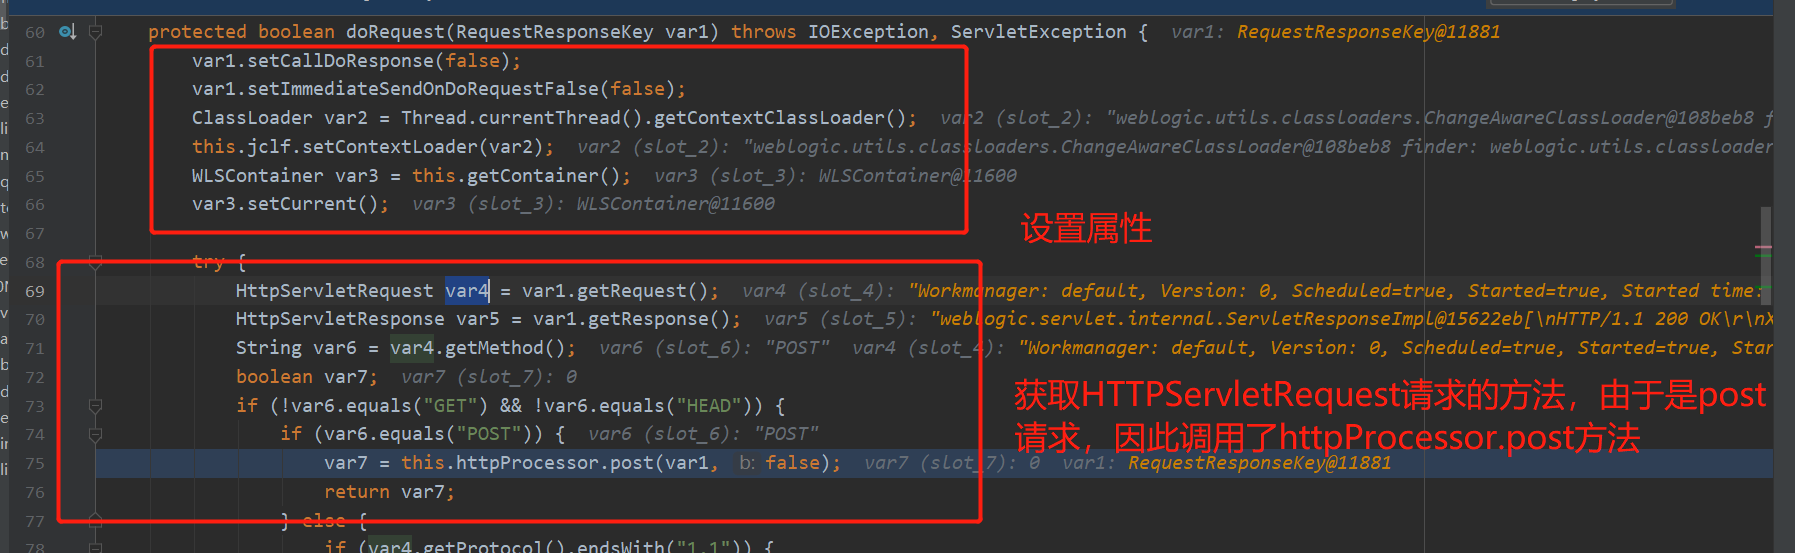 60 protected boolean doRequest(RequestResponseKey var1) throws IOException, ServletException { var1: RequestResponseKey@11881
61 var1.setCallDoResponse(false);
62 var1.setImmediateSendOnDoRequestFalse(false);
63 ClassLoader var2 = Thread.currentThread().getContextClassLoader(); var2 (slot_2): "weblogic.utils.classloaders.ChangeAwareClassLoader@108beb8 f
64 this.jclf.setContextLoader(var2); var2 (slot_2): "weblogic.utils.classloaders.ChangeAwareClassLoader@108beb8 finder: weblogic.utils.classloader
65 WLSContainer var3 = this.getContainer(); var3 (slot_3): WLSContainer@11600
66 var3.setCurrent(); var3 (slot_3): WLSContainer@11600
设置属性
67
68 try {
69 HttpServletRequest var4 = var1.getRequest(); var4 (slot_4): "Workmanager: default, Version: 0, Scheduled=true, Started=true, Started time:
70 HttpServletResponse var5 = var1.getResponse(); var5 (slot_5): "weblogic.servlet.internal.ServletResponseImpl@15622eb[\nHTTP/1.1 200 OK\r\nX
71 String var6 = var4.getMethod(); var6 (slot_6): "POST" var4 (slot_4): "Workmanager: default, Version: 0, Scheduled=true, Started=true, Star
72 boolean var7; var7 (slot_7): 0
73 if (!var6.equals("GET") && !var6.equals("HEAD")) {
获取HTTPServletRequest请求的方法，由于是post
74 if (var6.equals("POST")) { var6 (slot_6): "POST"
请求，因此调用了httpProcessor.post方法
75 var7 = this.httpProcessor.post(var1, b: false); var7 (slot_7): 0 var1: RequestResponseKey@11881
76 return var7;
77 } else {
78 if (var4.getProtocol().endsWith("1.1")) {